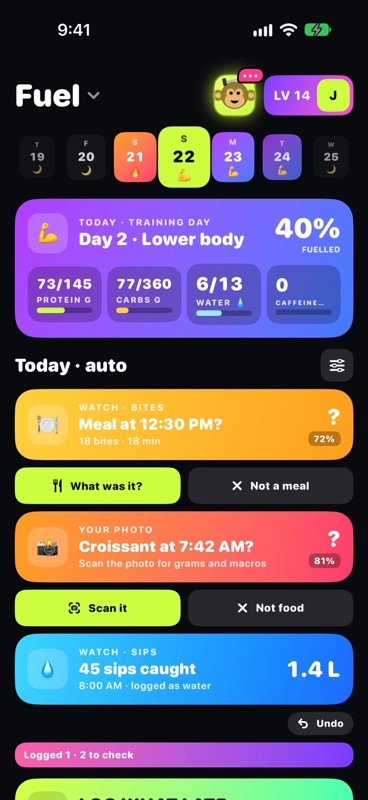 9:41
Fuel
LV 14 J
T F S S M T W
19 20 21 22 23 24 25
TODAY · TRAINING DAY
Day 2 · Lower body
40%
FUELLED
73/145
PROTEIN G
77/360
CARBS G
6/13
WATER
0
CAFFEINE…
Today · auto
WATCH · BITES
Meal at 12:30 PM?
18 bites · 18 min
?
72%
What was it?
Not a meal
YOUR PHOTO
Croissant at 7:42 AM?
Scan the photo for grams and macros
?
81%
Scan it
Not food
WATCH · SIPS
45 sips caught
8:00 AM · logged as water
1.4 L
Undo
Logged 1 · 2 to check